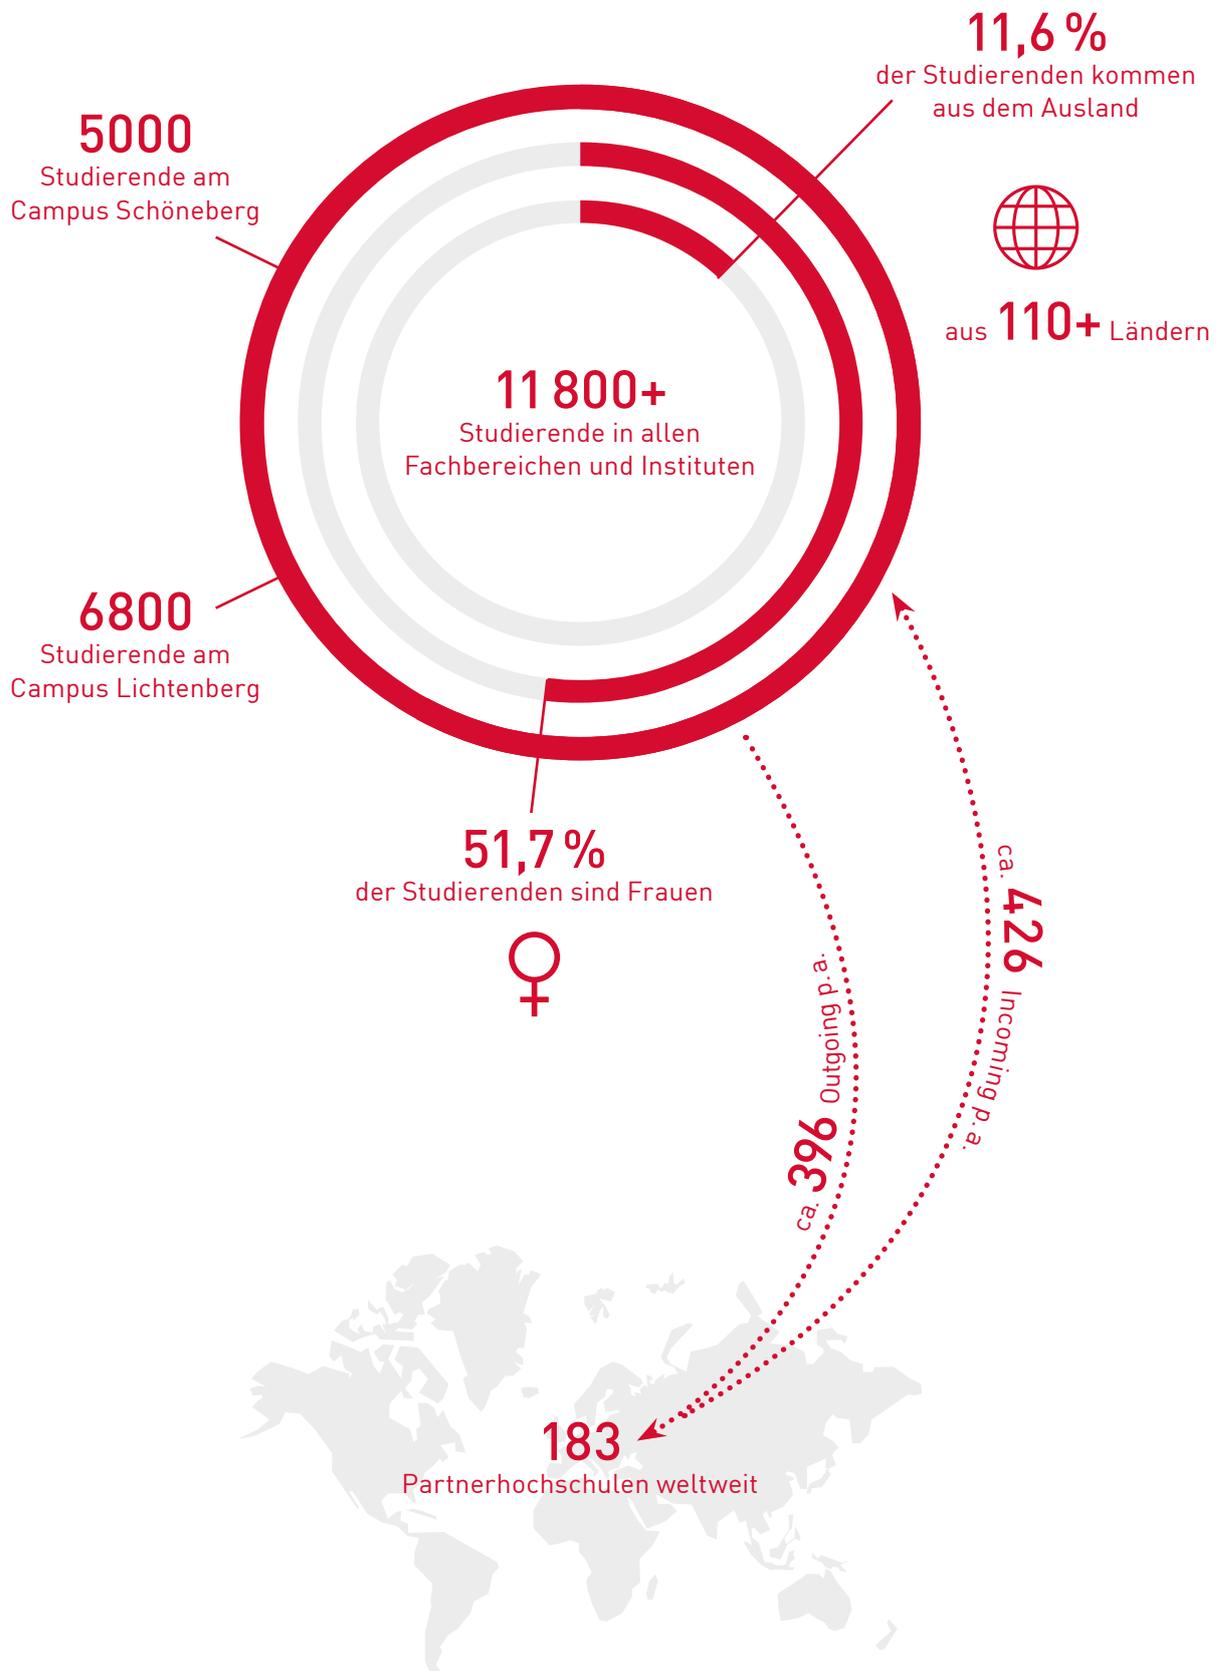 11,6 %
der Studierenden kommen
aus dem Ausland
5000
Studierende am
Campus Schöneberg
aus 110+ Ländern
11 800+
Studierende in allen
Fachbereichen und Instituten
6800
Studierende am
Campus Lichtenberg
51,7 %
der Studierenden sind Frauen
ca. 426 Incoming p.a.
ca. 396 Outgoing p.a.
183
Partnerhochschulen weltweit